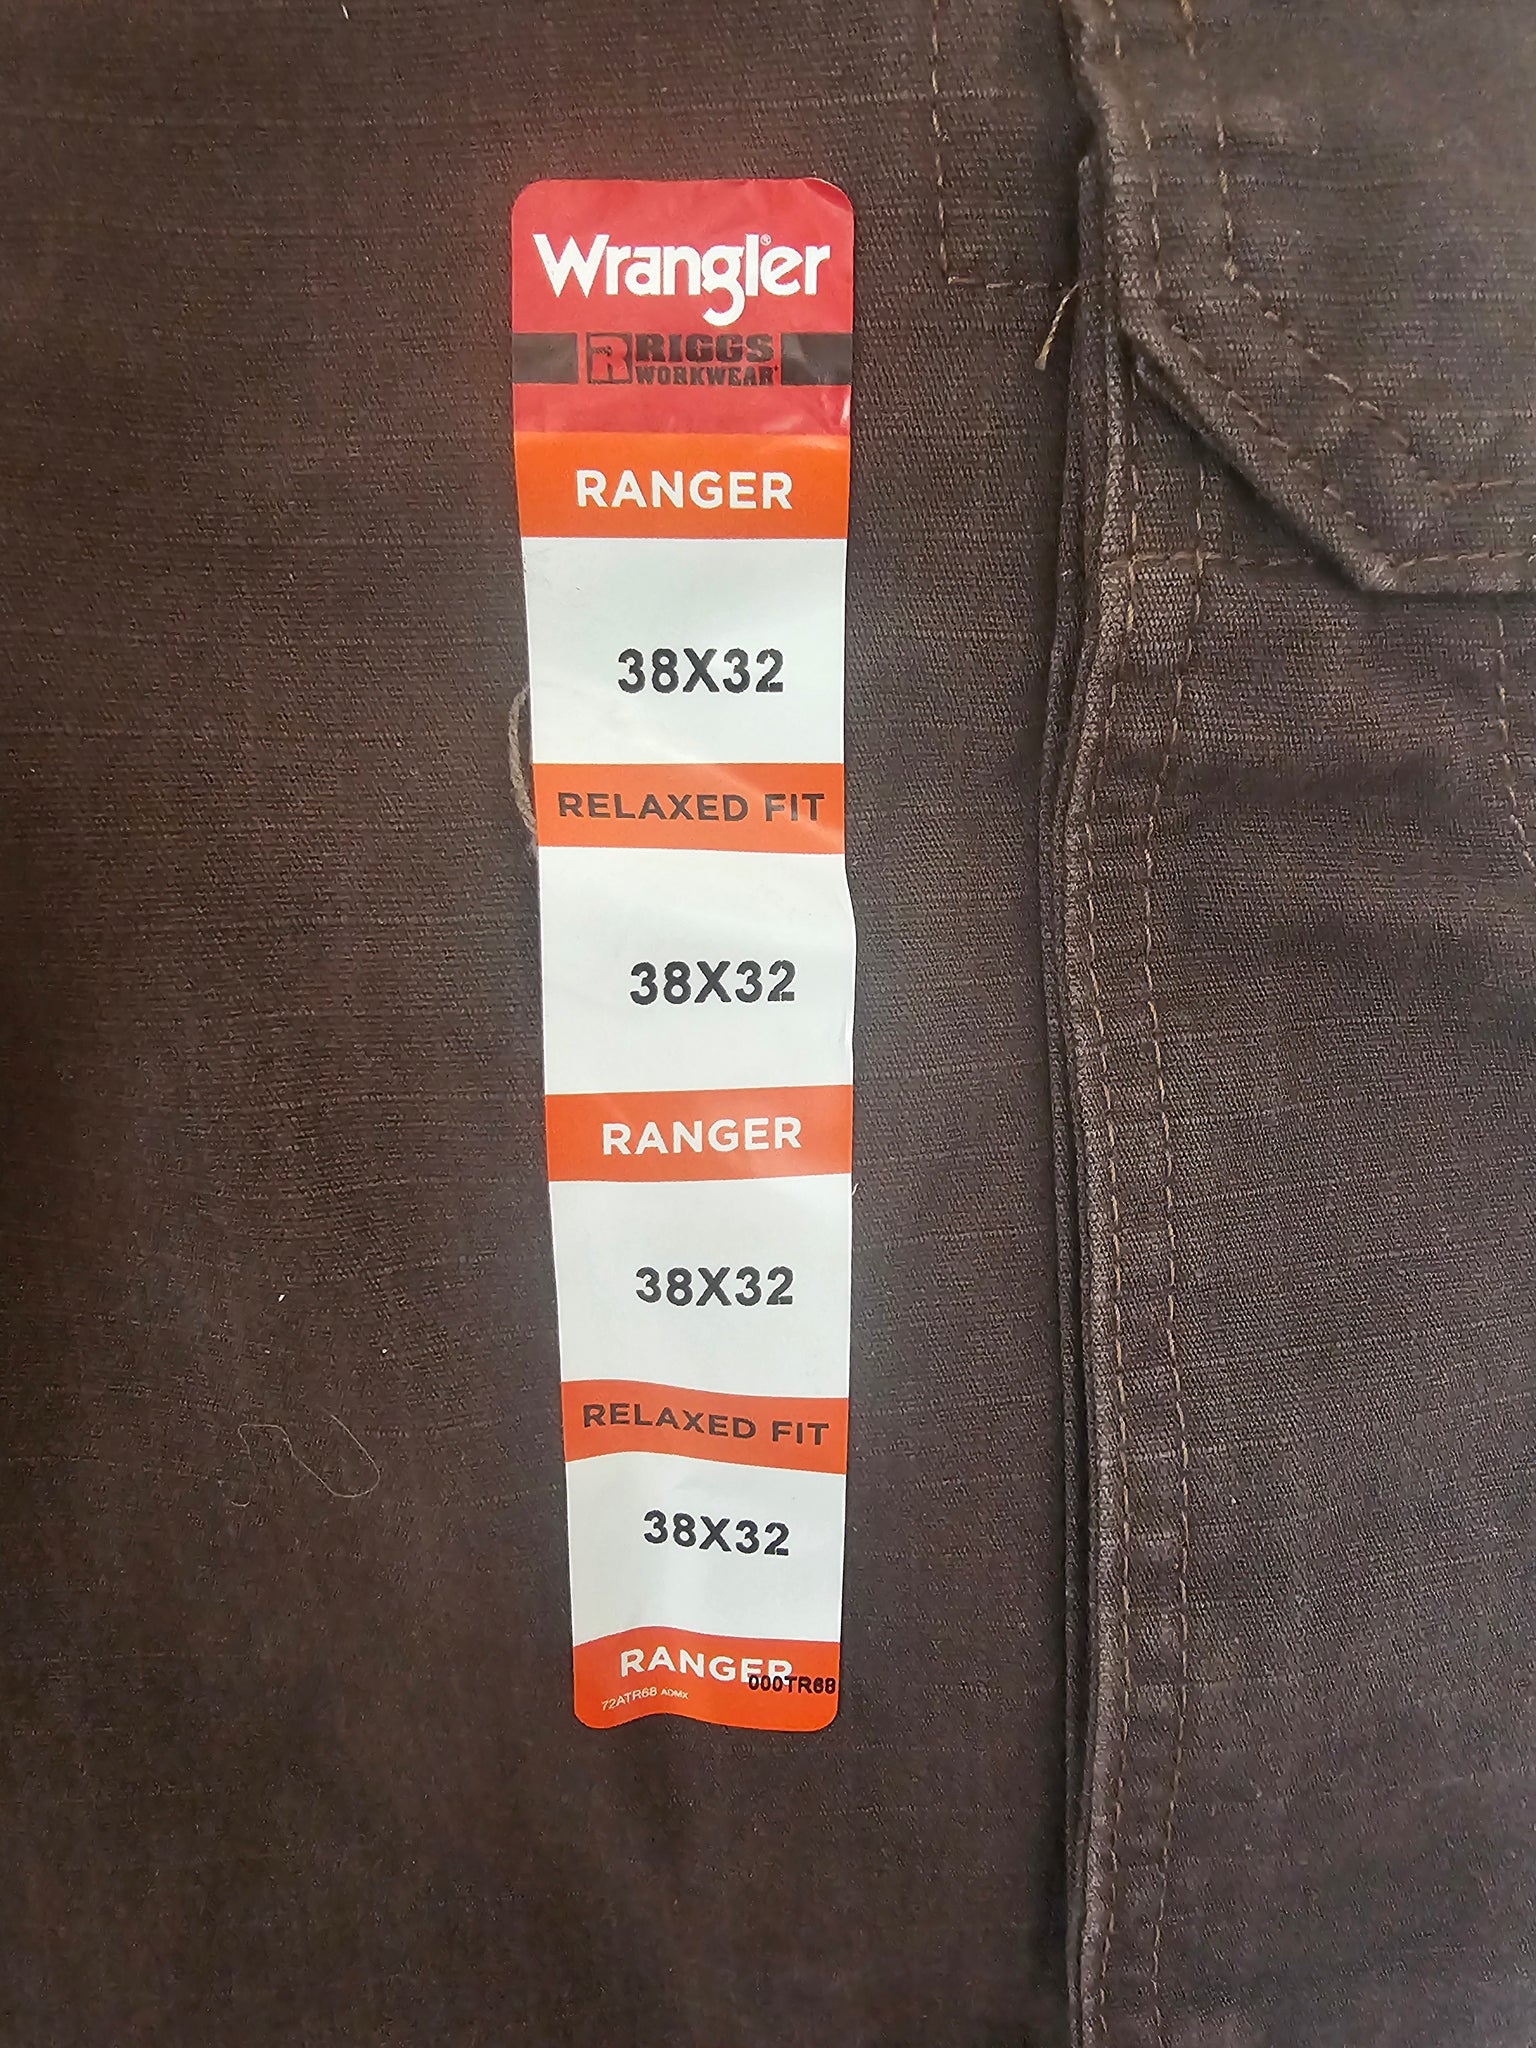 Wrangler®
R RIGGS
WORKWEAR
RANGER
38X32
RELAXED FIT
38X32
RANGER
38X32
RELAXED FIT
38X32
RANGER
000TR68
72ATR68 ADMX